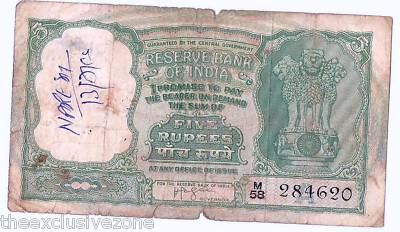 GUARANTEED BY THE CENTRAL GOVERNMENT
RESERVE BANK
OF INDIA
I PROMISE TO PAY
THE BEARER ON DEMAND
THE SUM OF
FIVE
RUPEES
पांच रुपये
AT ANY OFFICE OF ISSUE
FOR THE RESERVE BANK OF INDIA
M/58 284620
theexclusivezone